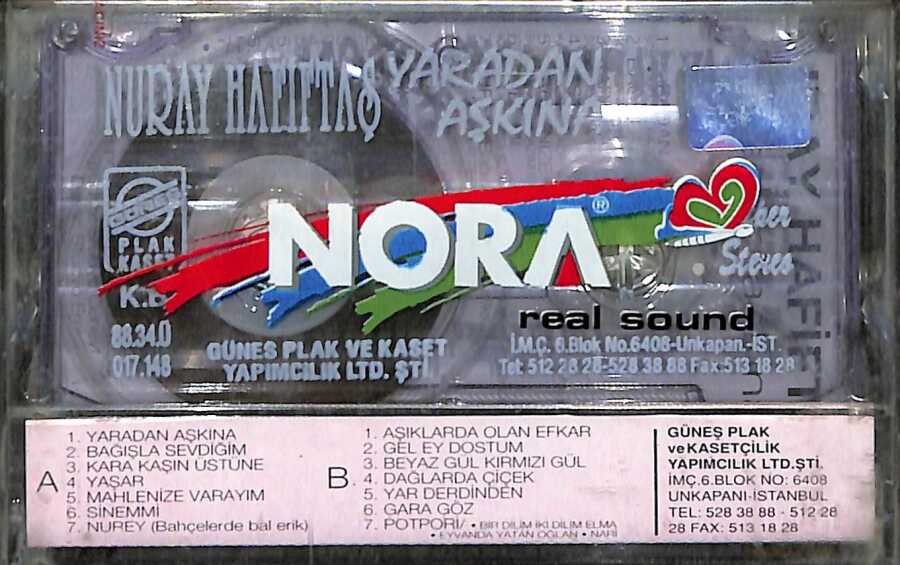 NURAY HAFIFTAŞ
YARADAN
AŞKINA
GÜNEŞ
PLAK
KASET
NORA®
real sound
Stereo
K.B
88.34.Ü
017.148
GÜNEŞ PLAK VE KASET
YAPIMCILIK LTD. ŞTİ.
İ.M.Ç. 6.Blok No.6408-Unkapan.-İST.
Tel: 512 28 28-528 38 88 Fax:513 18 28
A
1. YARADAN AŞKINA
2. BAĞIŞLA SEVDİĞİM
3. KARA KAŞIN ÜSTÜNE
4 YAŞAR
5. MAHLENİZE VARAYIM
6. SİNEMMİ
7. NUREY (Bahçelerde bal erik)
B.
1. AŞIKLARDA OLAN EFKAR
2. GEL EY DOSTUM
3. BEYAZ GÜL KIRMIZI GÜL
4. DAĞLARDA ÇİÇEK
5. YAR DERDİNDEN
6. GARA GÖZ
7. POTPORİ/ • BİR DİLİM İKİ DİLİM ELMA
• EYVANDA YATAN OĞLAN • NARİ
GÜNEŞ PLAK
veKASETÇİLİK
YAPIMCILIK LTD.ŞTİ.
İMÇ.6.BLOK NO: 6408
UNKAPANI-İSTANBUL
TEL: 528 38 88 - 512 28
28 FAX: 513 18 28